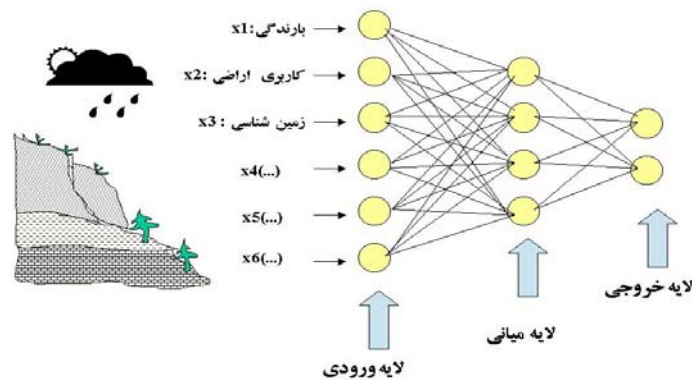 x1:بارندگی
x2: کاربری اراضی
x3 : زمین شناسی
x4(...)
x5(...)
x6(...)
لایه ورودی
لایه میانی
لایه خروجی